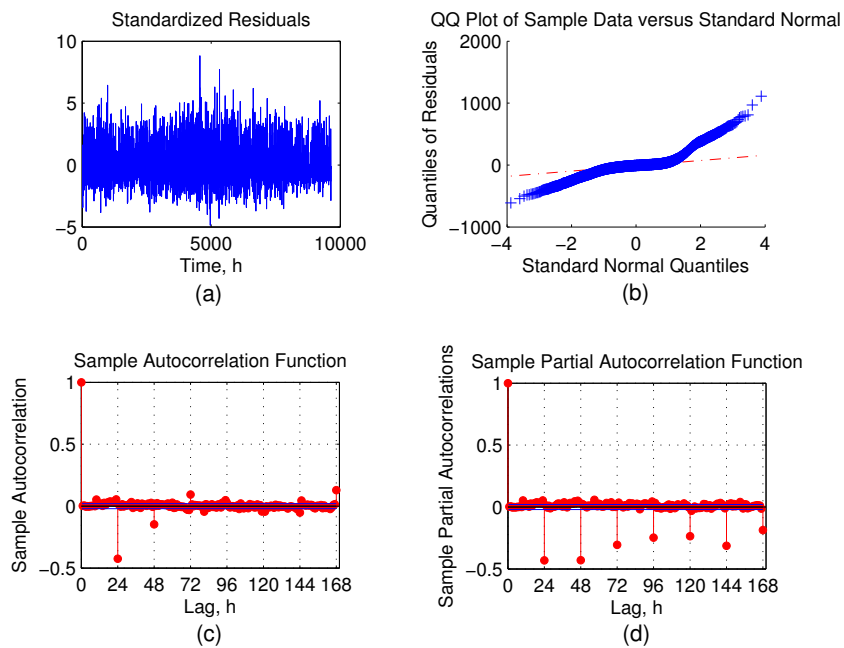 Standardized Residuals
10
5
0
−5
0 5000 10000
Time, h
(a)
QQ Plot of Sample Data versus Standard Normal
Quantiles of Residuals
2000
1000
0
−1000
−4 −2 0 2 4
Standard Normal Quantiles
(b)
Sample Autocorrelation Function
Sample Autocorrelation
1
0.5
0
−0.5
0 24 48 72 96 120 144 168
Lag, h
(c)
Sample Partial Autocorrelation Function
Sample Partial Autocorrelations
1
0.5
0
−0.5
0 24 48 72 96 120 144 168
Lag, h
(d)